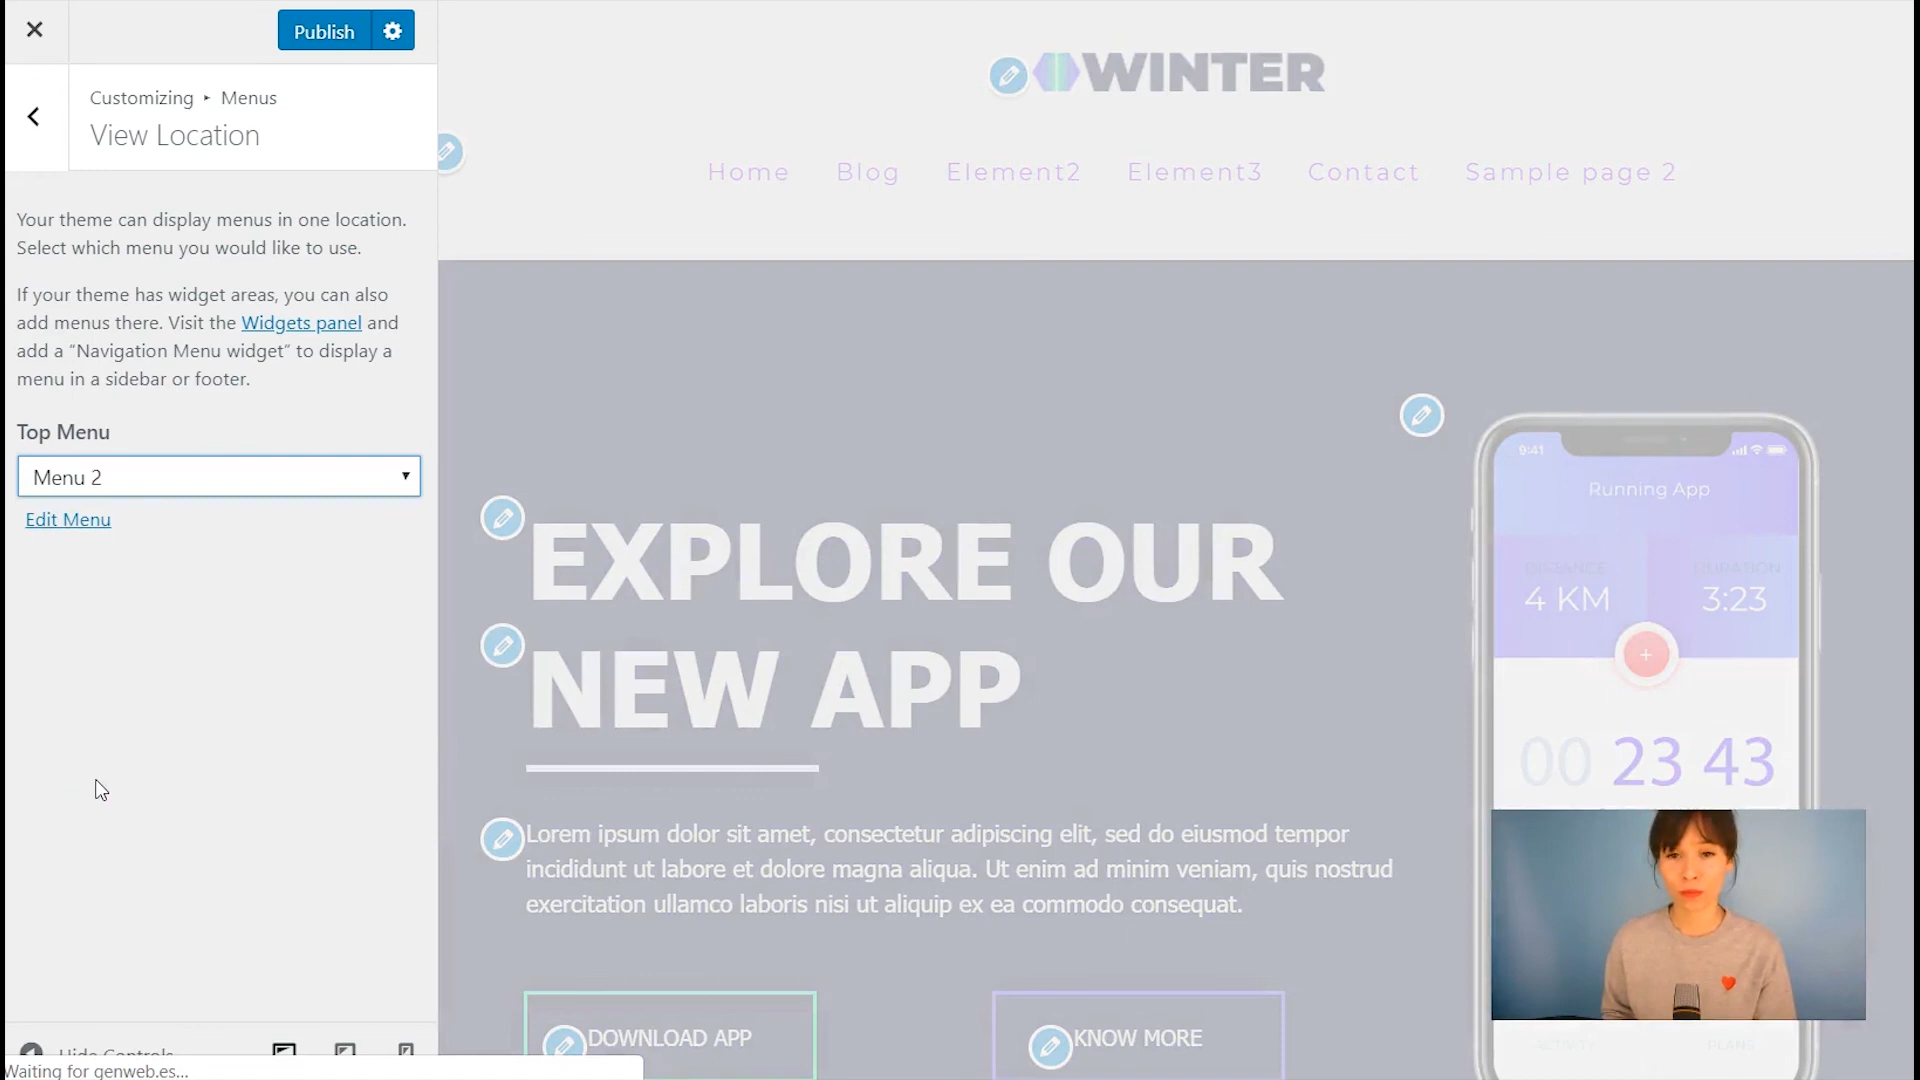 Publish
Customizing ▸ Menus
View Location
Your theme can display menus in one location.
Select which menu you would like to use.
If your theme has widget areas, you can also
add menus there. Visit the Widgets panel and
add a “Navigation Menu widget” to display a
menu in a sidebar or footer.
Top Menu
Menu 2
Edit Menu
Hide Controls
Waiting for genweb.es...
WINTER
Home Blog Element2 Element3 Contact Sample page 2
EXPLORE OUR
NEW APP
Lorem ipsum dolor sit amet, consectetur adipiscing elit, sed do eiusmod tempor
incididunt ut labore et dolore magna aliqua. Ut enim ad minim veniam, quis nostrud
exercitation ullamco laboris nisi ut aliquip ex ea commodo consequat.
DOWNLOAD APP
KNOW MORE
9:41
Running App
DISTANCE DURATION
4 KM 3:23
00 23 43
ACTIVITY PLANS